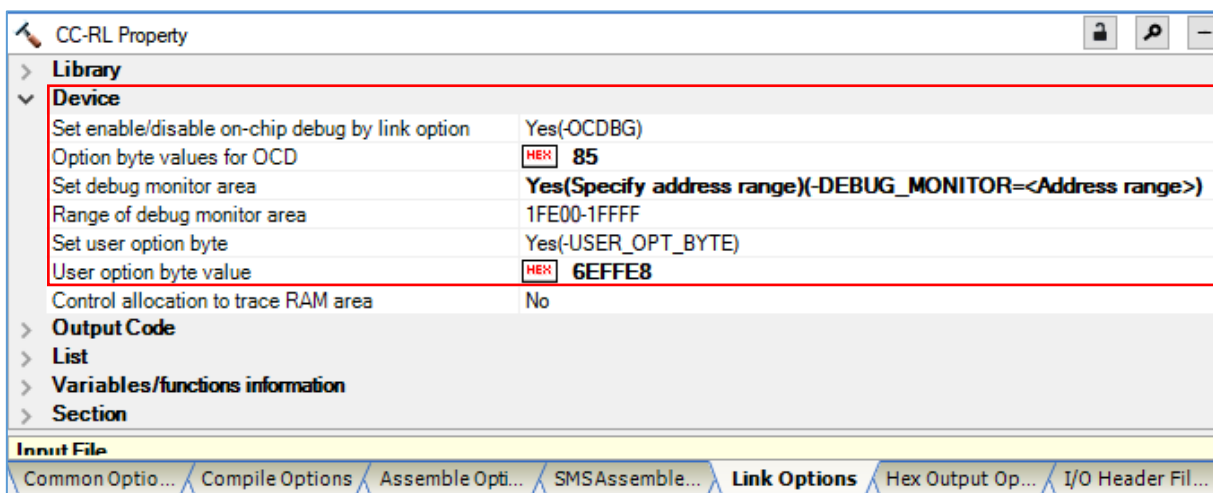 CC-RL Property
Library
Device
Set enable/disable on-chip debug by link option Yes(-OCDBG)
Option byte values for OCD HEX 85
Set debug monitor area Yes(Specify address range)(-DEBUG_MONITOR=<Address range>)
Range of debug monitor area 1FE00-1FFFF
Set user option byte Yes(-USER_OPT_BYTE)
User option byte value HEX 6EFFE8
Control allocation to trace RAM area No
Output Code
List
Variables/functions information
Section
Input File
Common Optio... Compile Options Assemble Opti... SMSAssemble... Link Options Hex Output Op... I/O Header Fil...